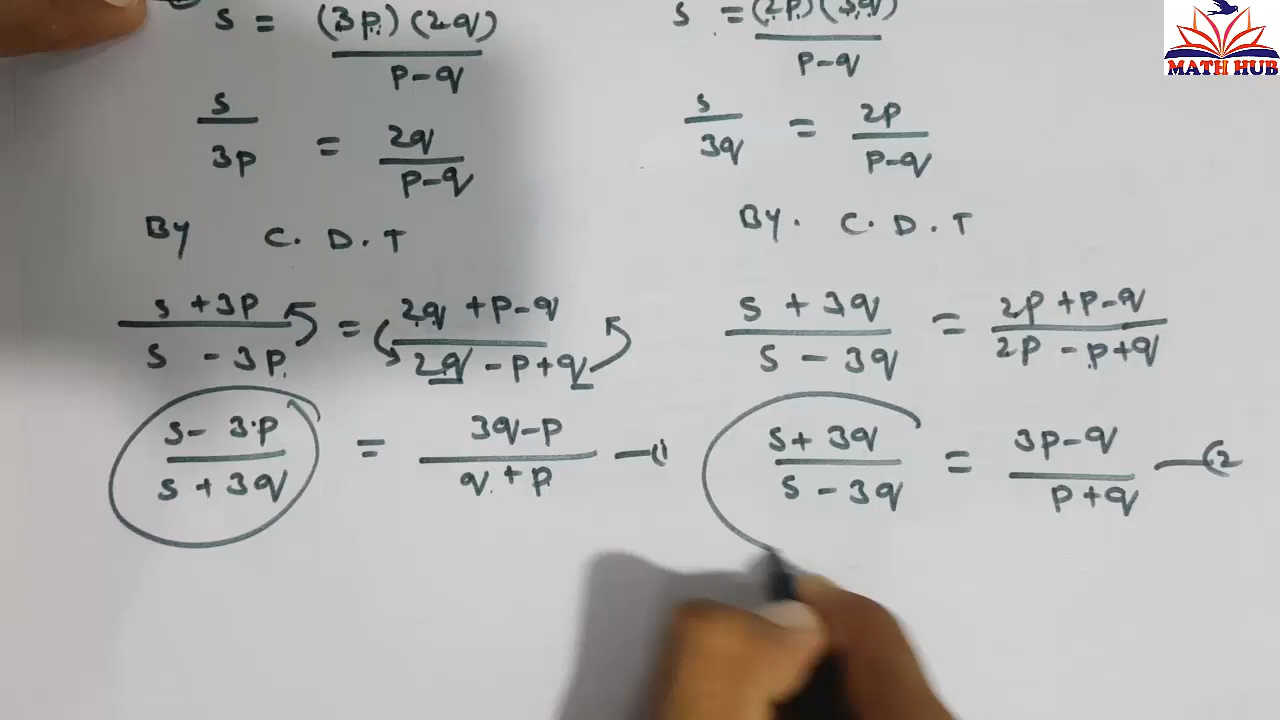 s = (3p)(2q)
p-q
s/3p = 2q/p-q
By C. D. T
s + 3p / s - 3p = 2q + p - q / 2q - p + q
s - 3p / s + 3q = 3q - p / q + p — (1
s = (2p)(3q)
p-q
s/3q = 2p/p-q
By. C. D. T
s + 3q / s - 3q = 2p + p - q / 2p - p + q
s + 3q / s - 3q = 3p - q / p + q — (2
MATH HUB